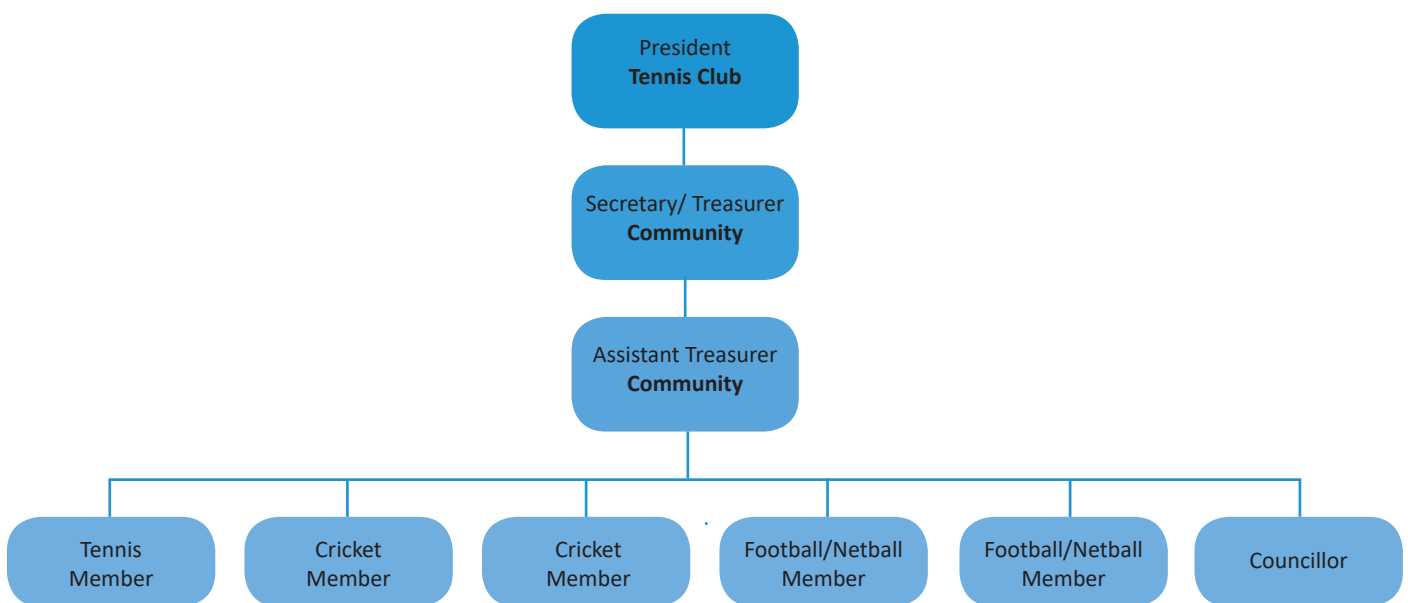 President
Tennis Club
Secretary/ Treasurer
Community
Assistant Treasurer
Community
Tennis
Member
Cricket
Member
Cricket
Member
Football/Netball
Member
Football/Netball
Member
Councillor